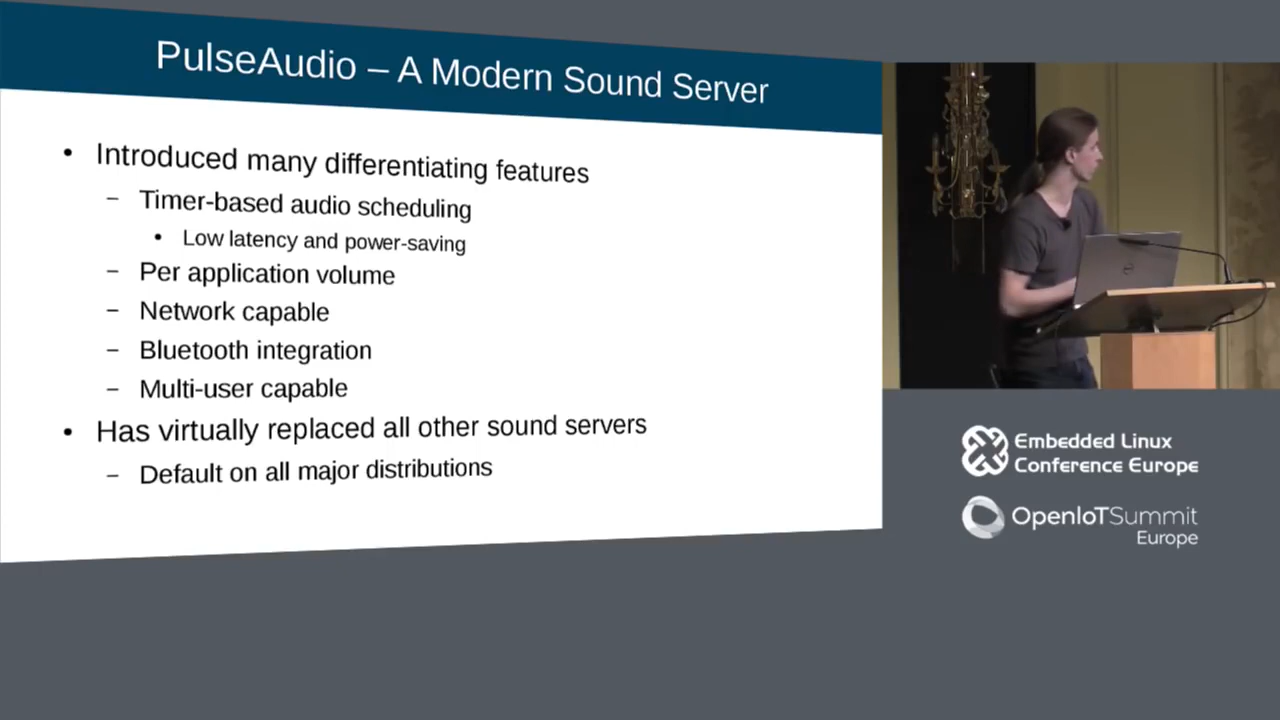 PulseAudio – A Modern Sound Server
• Introduced many differentiating features
– Timer-based audio scheduling
• Low latency and power-saving
– Per application volume
– Network capable
– Bluetooth integration
– Multi-user capable
• Has virtually replaced all other sound servers
– Default on all major distributions
Embedded Linux
Conference Europe
OpenIoTSummit
Europe